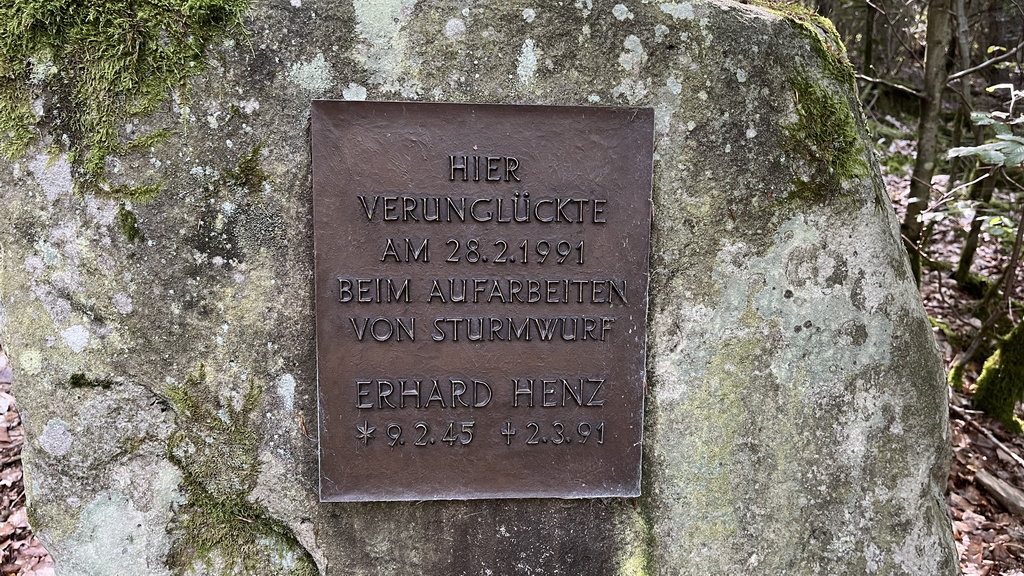 HIER
VERUNGLÜCKTE
AM 28.2.1991
BEIM AUFARBEITEN
VON STURMWURF
ERHARD HENZ
* 9.2.45 † 2.3.91